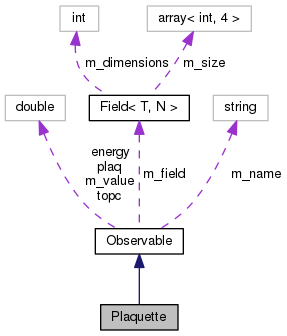 int
array< int, 4 >
m_dimensions
m_size
double
Field< T, N >
string
energy
plaq
m_value
topc
m_field
m_name
Observable
Plaquette